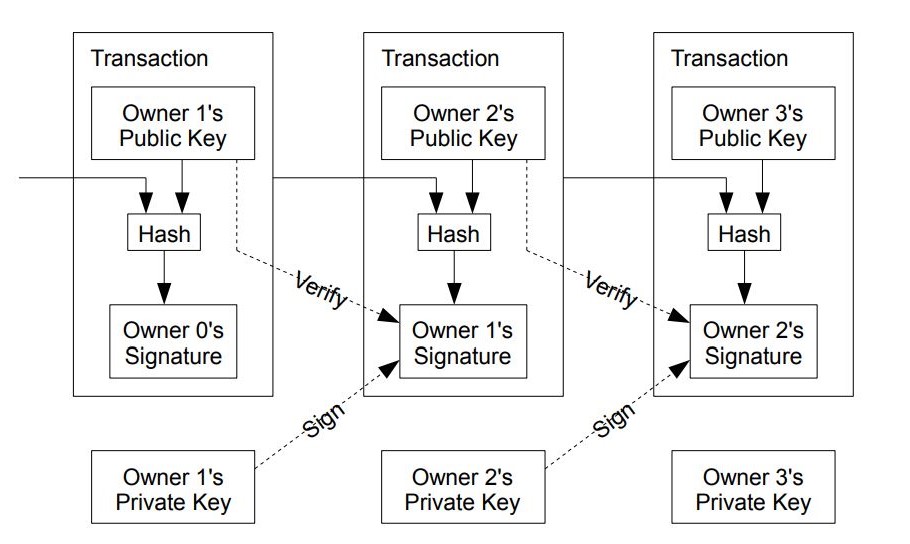 Transaction
Owner 1's
Public Key
Hash
Owner 0's
Signature
Transaction
Owner 2's
Public Key
Hash
Verify
Owner 1's
Signature
Sign
Transaction
Owner 3's
Public Key
Hash
Verify
Owner 2's
Signature
Sign
Owner 1's
Private Key
Owner 2's
Private Key
Owner 3's
Private Key